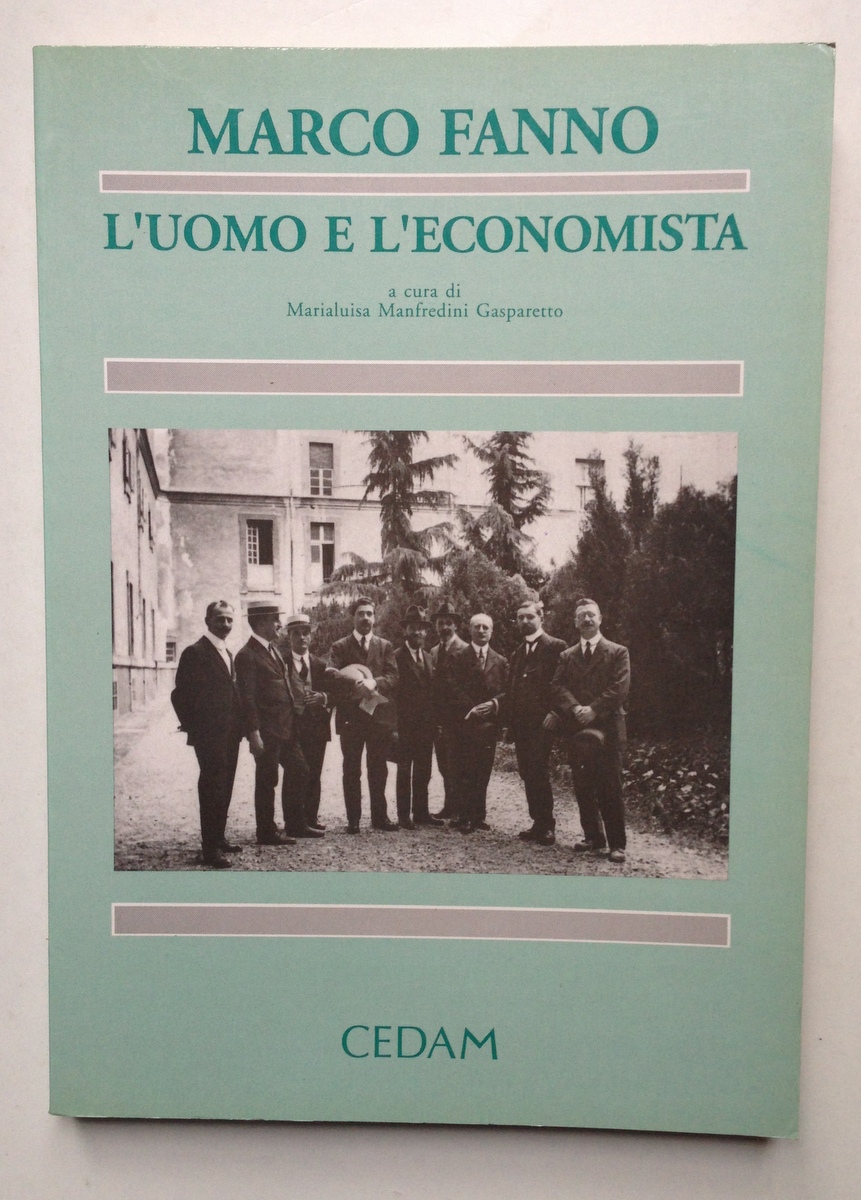 MARCO FANNO
L'UOMO E L'ECONOMISTA
a cura di
Marialuisa Manfredini Gasparetto
CEDAM